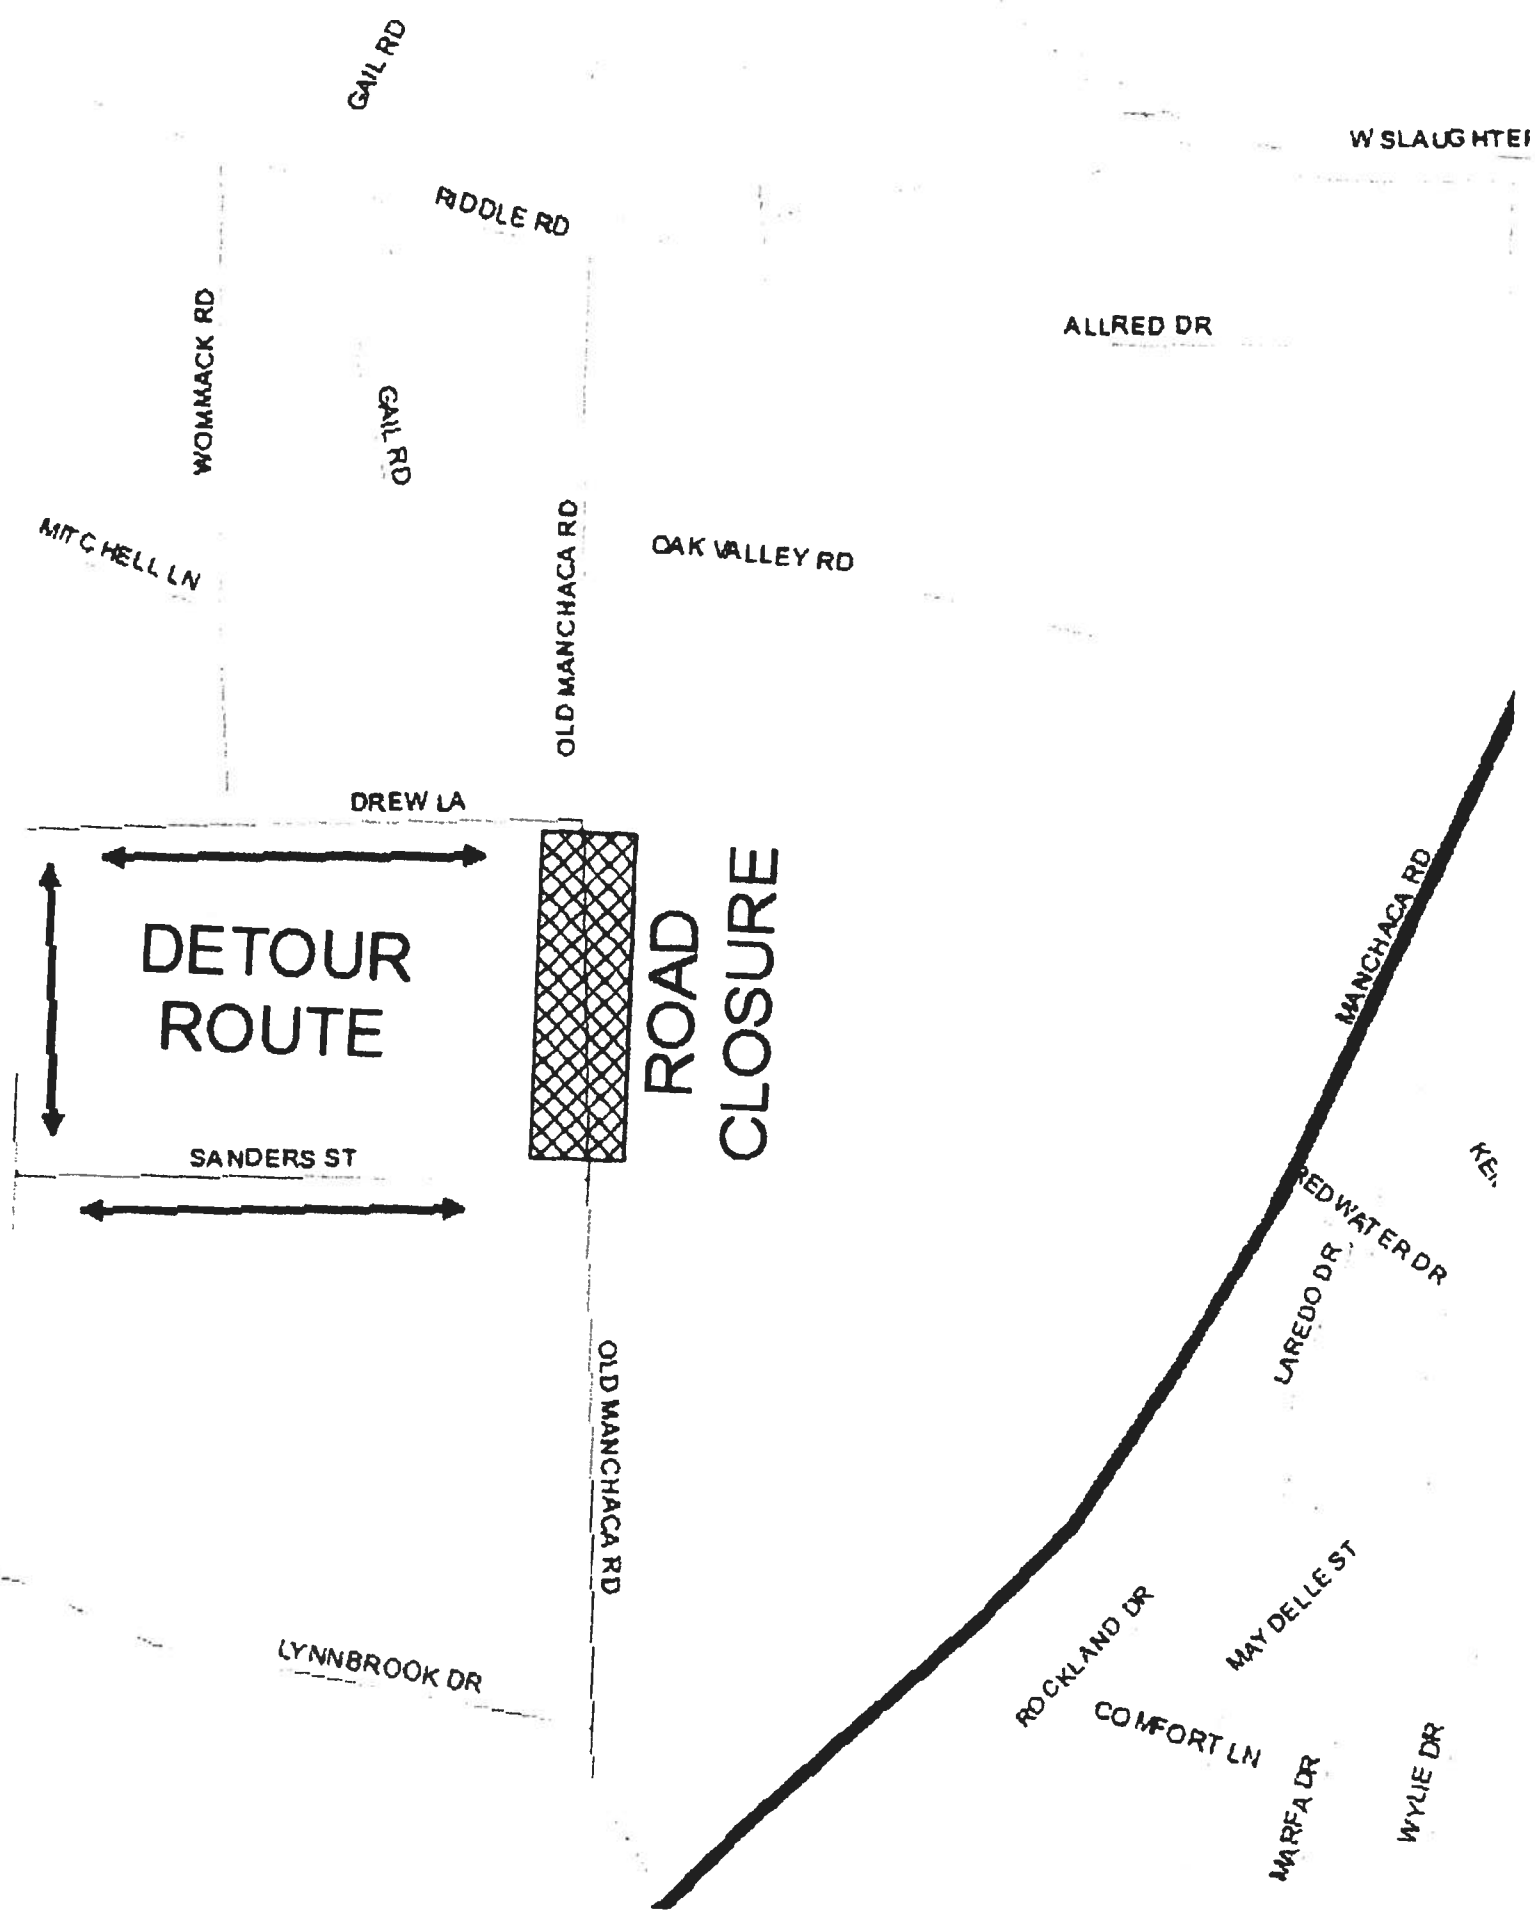 GAIL RD
W SLAUGHTER
RIDDLE RD
WOMMACK RD
ALLRED DR
GAIL RD
MITCHELL LN
OLD MANCHACA RD
OAK VALLEY RD
DREW LA
DETOUR
ROUTE
ROAD
CLOSURE
MANCHACA RD
SANDERS ST
REDWATER DR
LAREDO DR
OLD MANCHACA RD
LYNNBROOK DR
ROCKLAND DR
MAYDELLE ST
COMFORT LN
MARFA DR
WYLIE DR